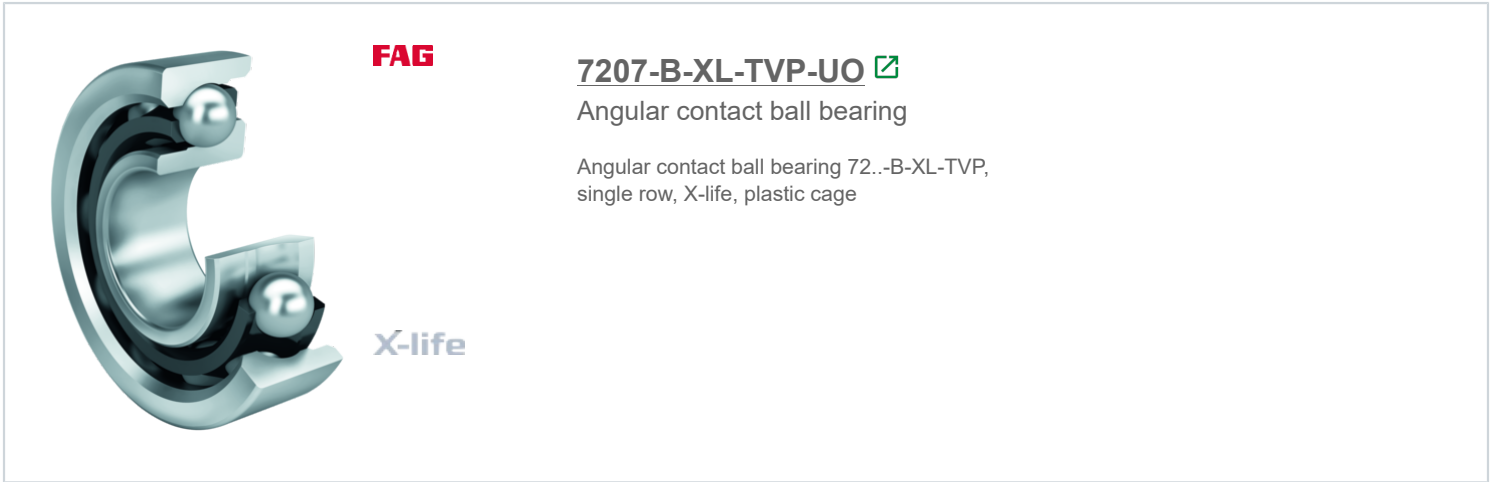 FAG
7207-B-XL-TVP-UO
Angular contact ball bearing
Angular contact ball bearing 72..-B-XL-TVP,
single row, X-life, plastic cage
X-life